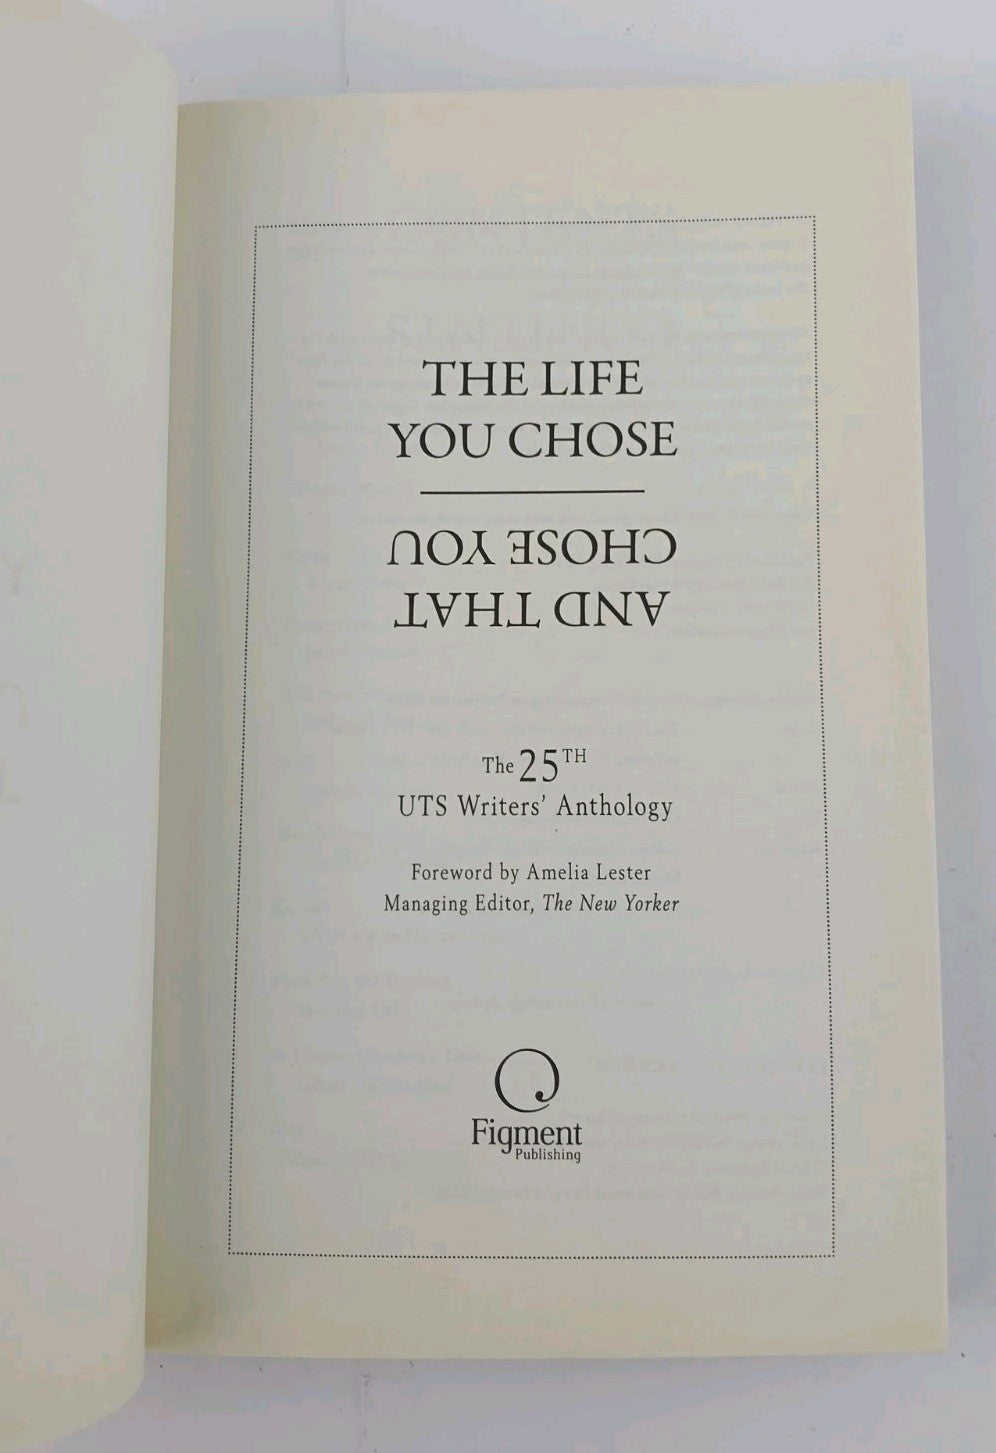 THE LIFE
YOU CHOSE
AND THAT
CHOSE YOU
The 25TH
UTS Writers' Anthology
Foreword by Amelia Lester
Managing Editor, The New Yorker
Figment
Publishing